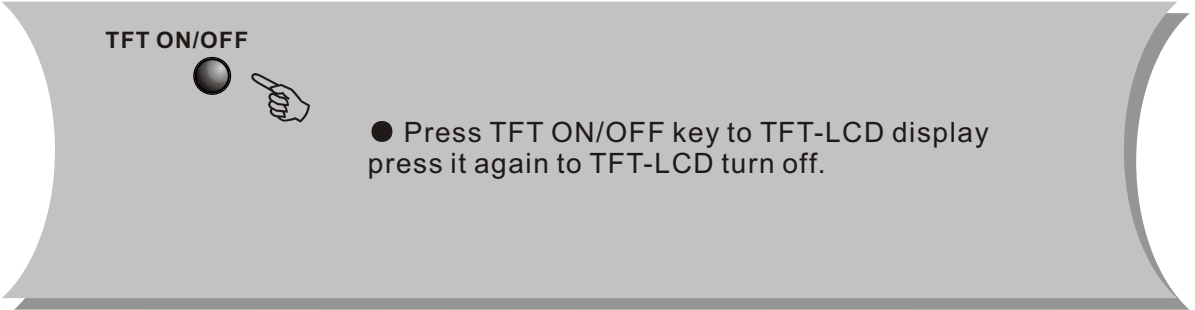 TFT ON/OFF
● Press TFT ON/OFF key to TFT-LCD display
press it again to TFT-LCD turn off.